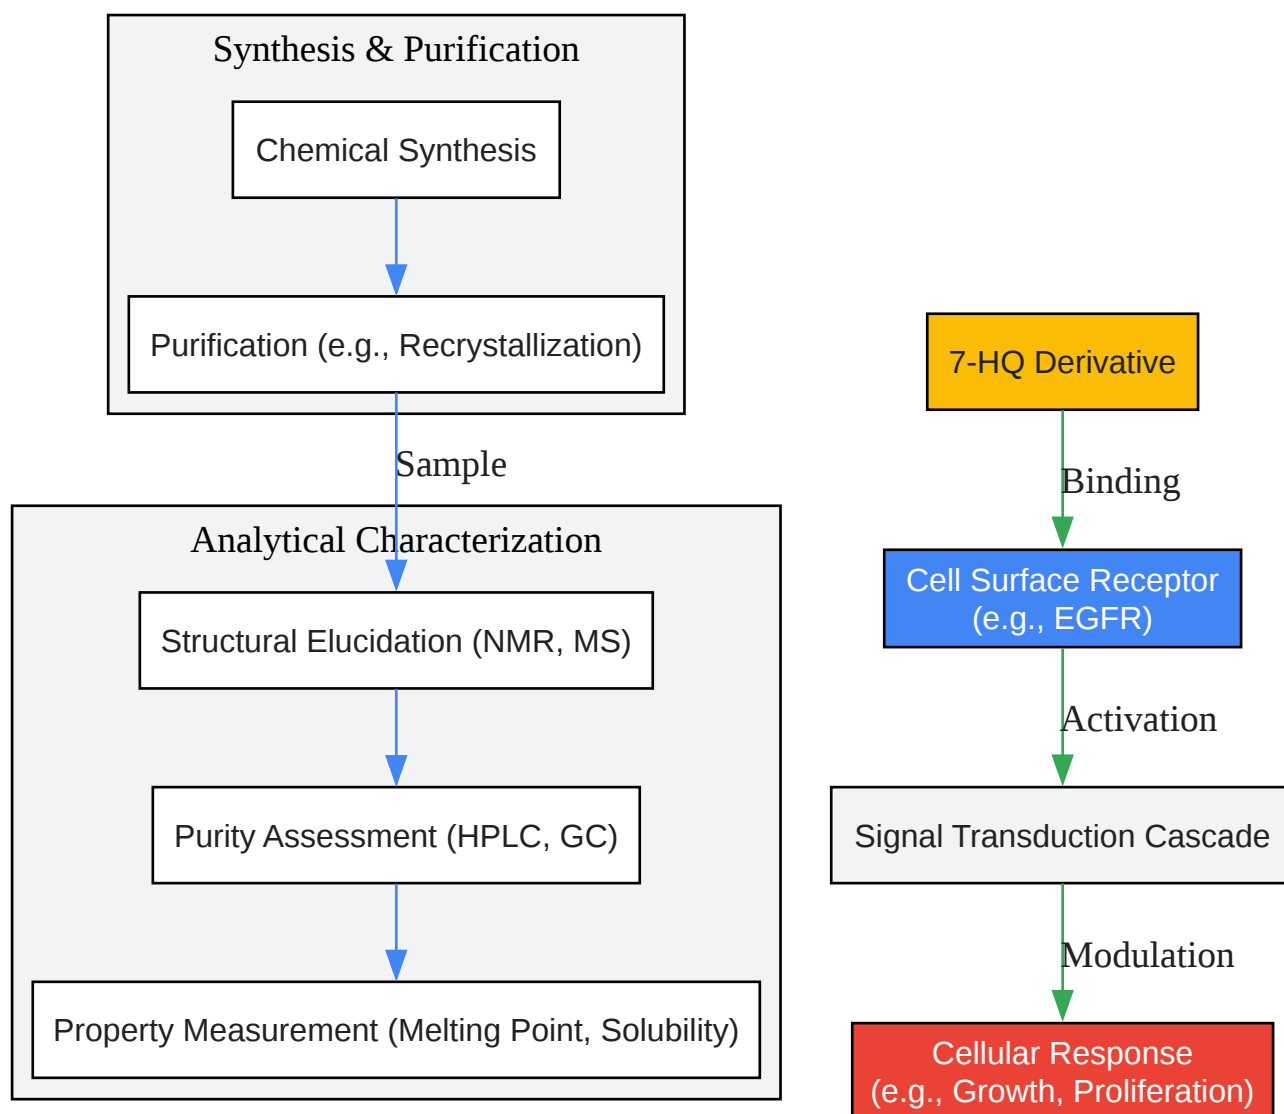 Synthesis & Purification
Chemical Synthesis
Purification (e.g., Recrystallization)
Sample
Analytical Characterization
Structural Elucidation (NMR, MS)
Purity Assessment (HPLC, GC)
Property Measurement (Melting Point, Solubility)
7-HQ Derivative
Binding
Cell Surface Receptor
(e.g., EGFR)
Activation
Signal Transduction Cascade
Modulation
Cellular Response
(e.g., Growth, Proliferation)